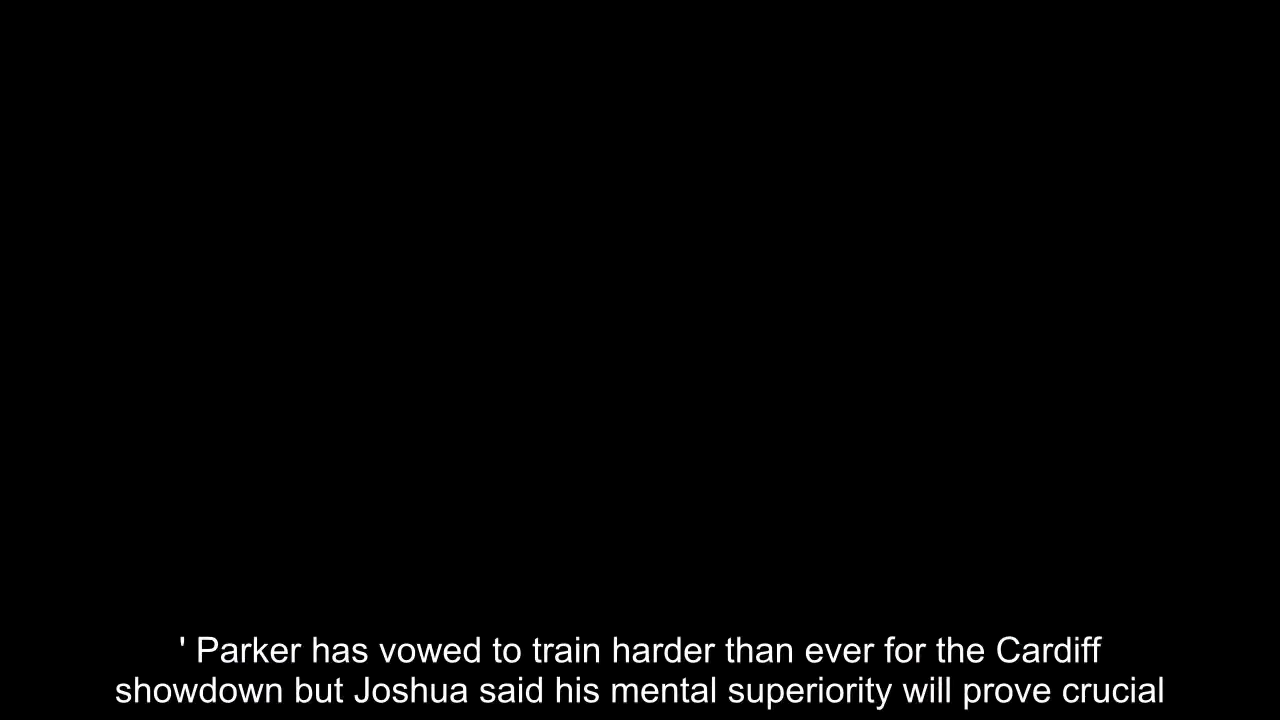 ' Parker has vowed to train harder than ever for the Cardiff
showdown but Joshua said his mental superiority will prove crucial